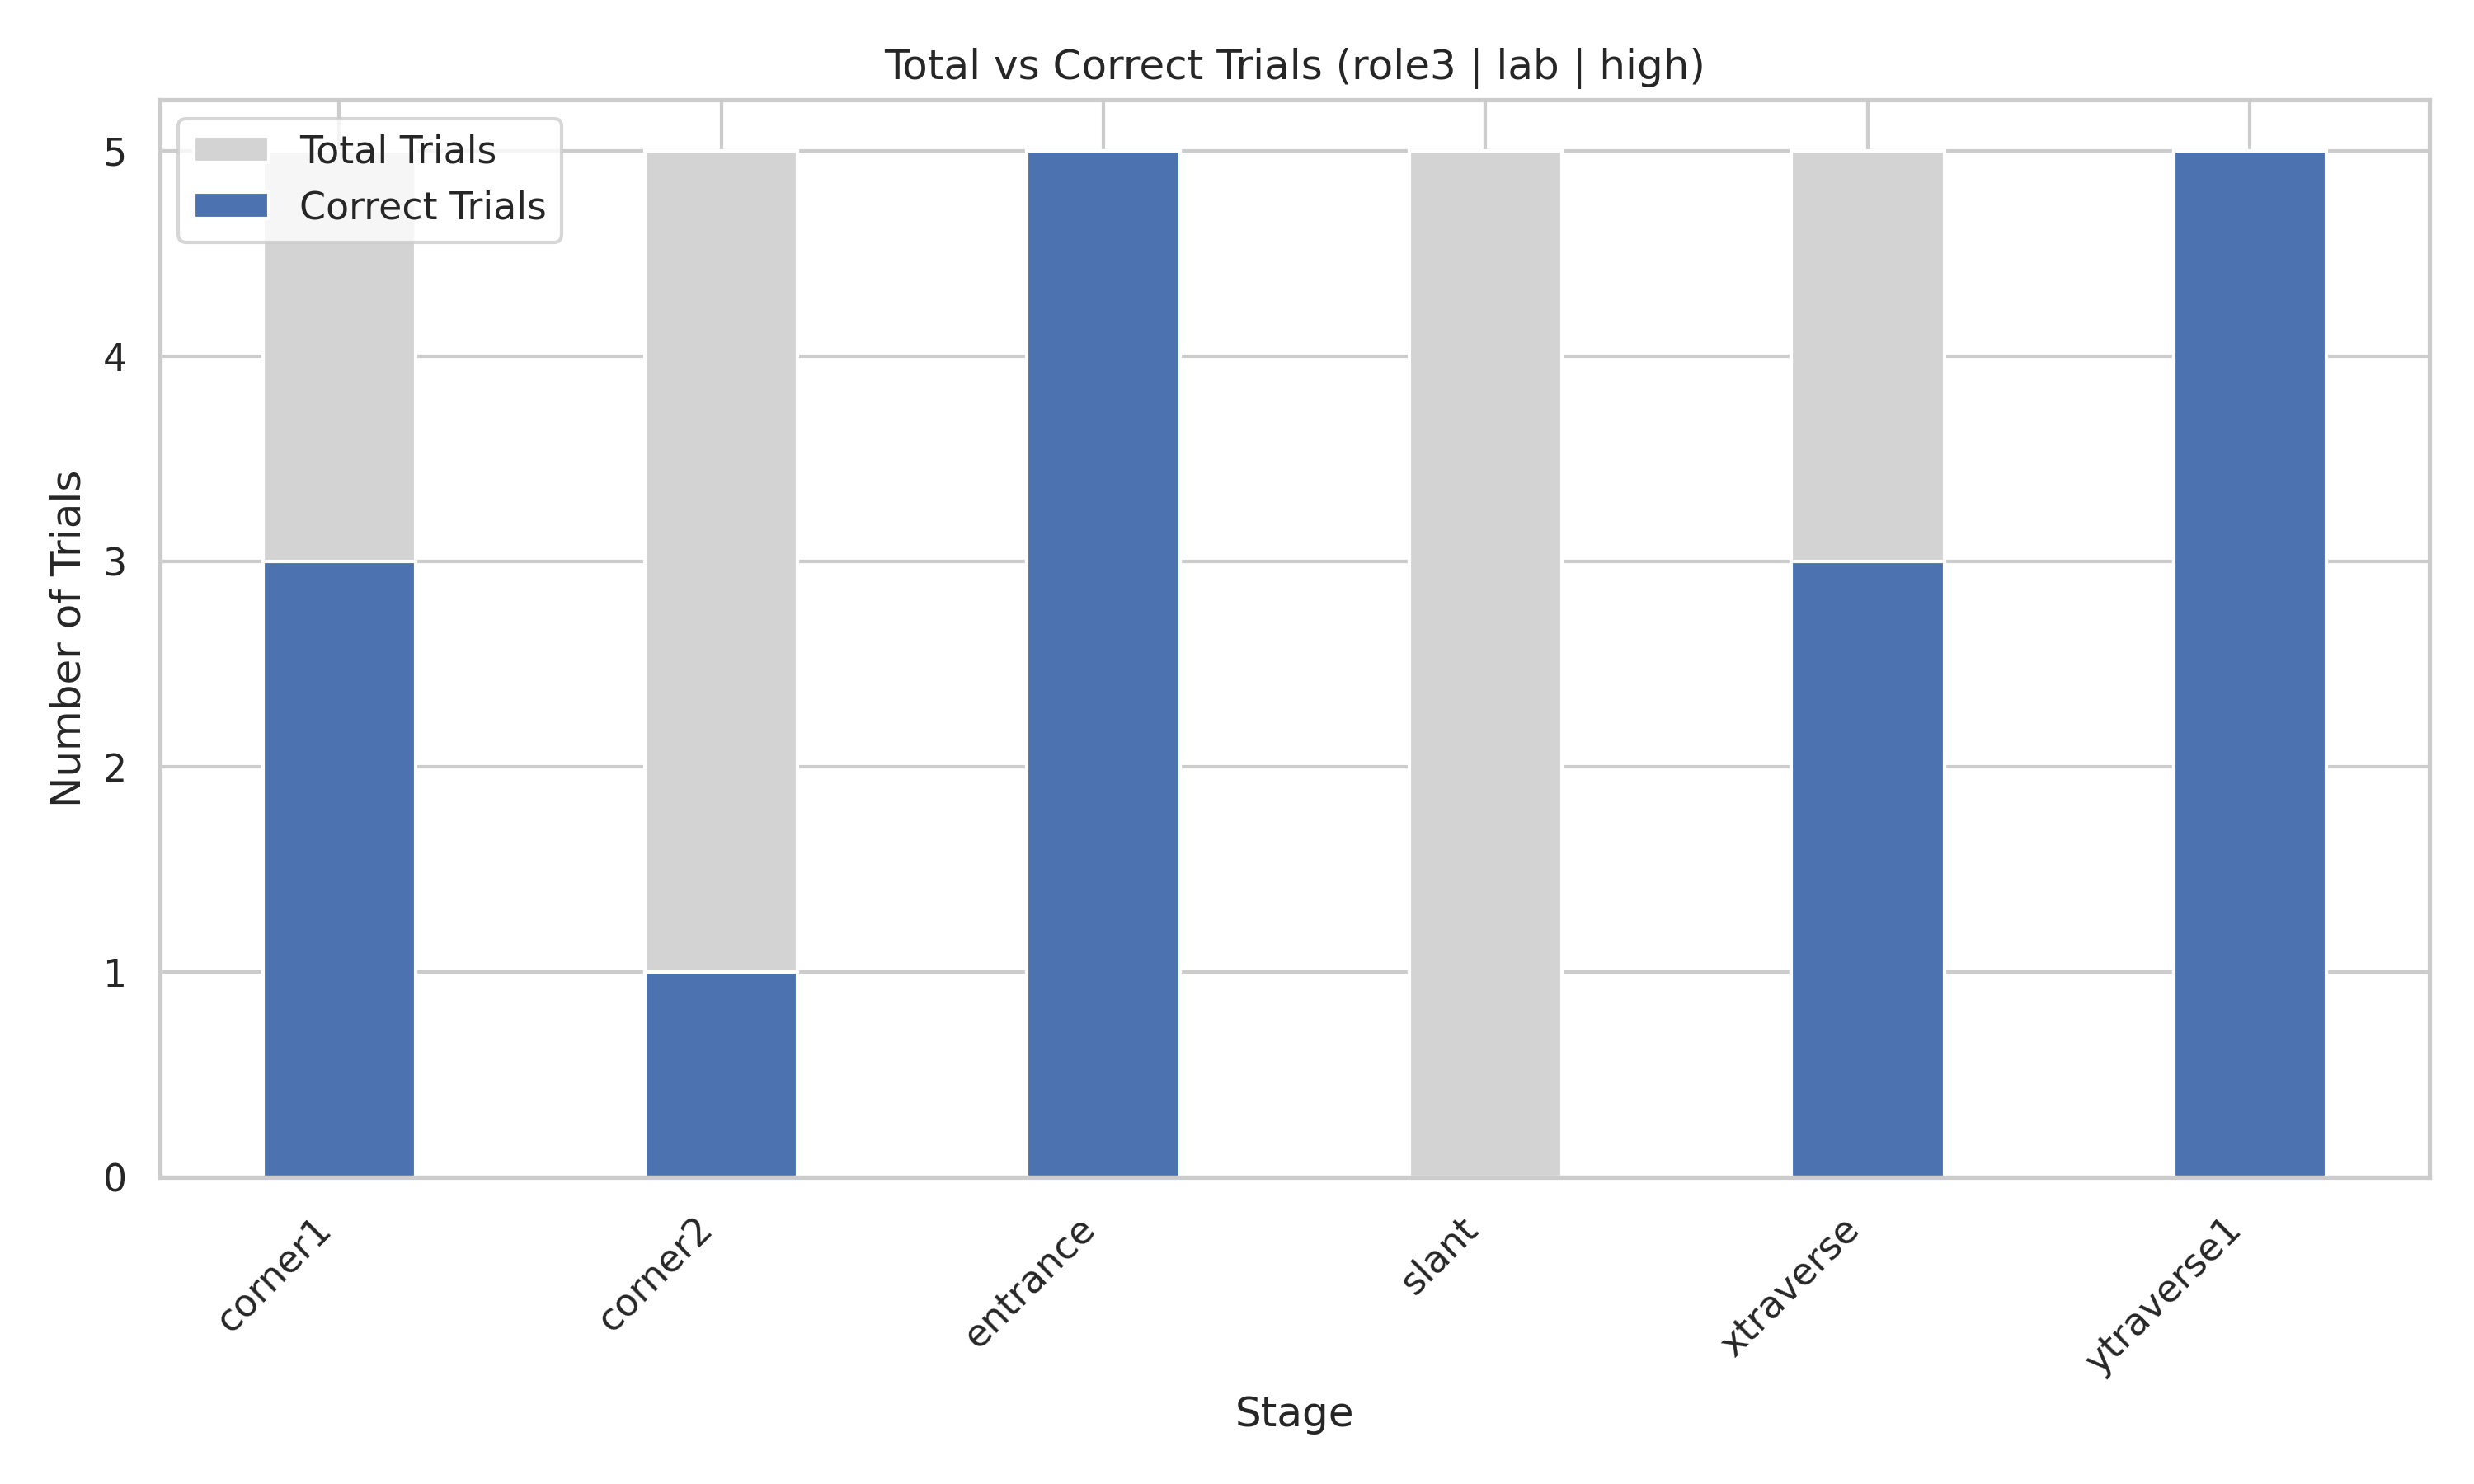 Total vs Correct Trials (role3 | lab | high)
Total Trials
Correct Trials
Number of Trials
5
4
3
2
1
0
corner1
corner2
entrance
slant
xtraverse
ytraverse1
Stage